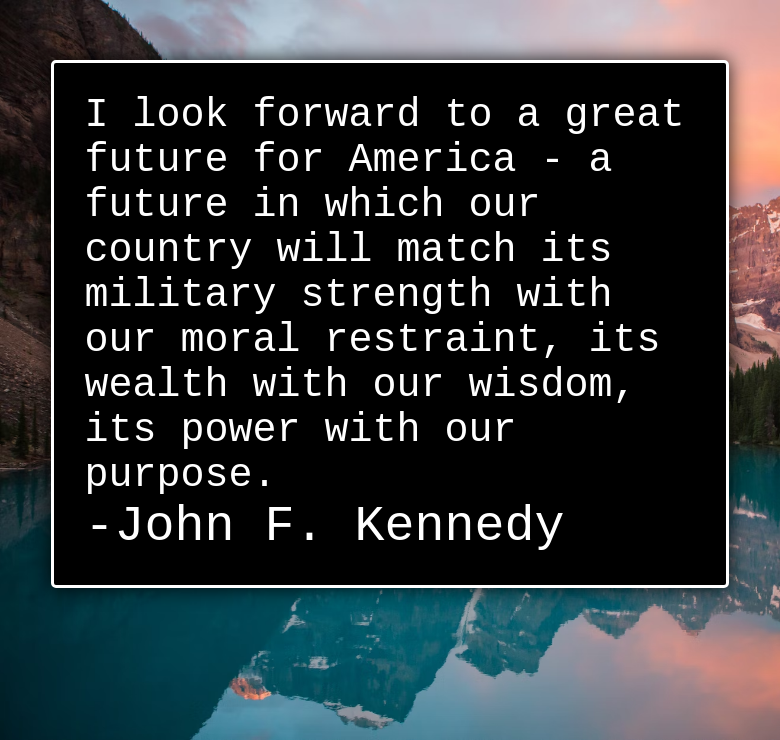 I look forward to a great
future for America - a
future in which our
country will match its
military strength with
our moral restraint, its
wealth with our wisdom,
its power with our
purpose.
-John F. Kennedy